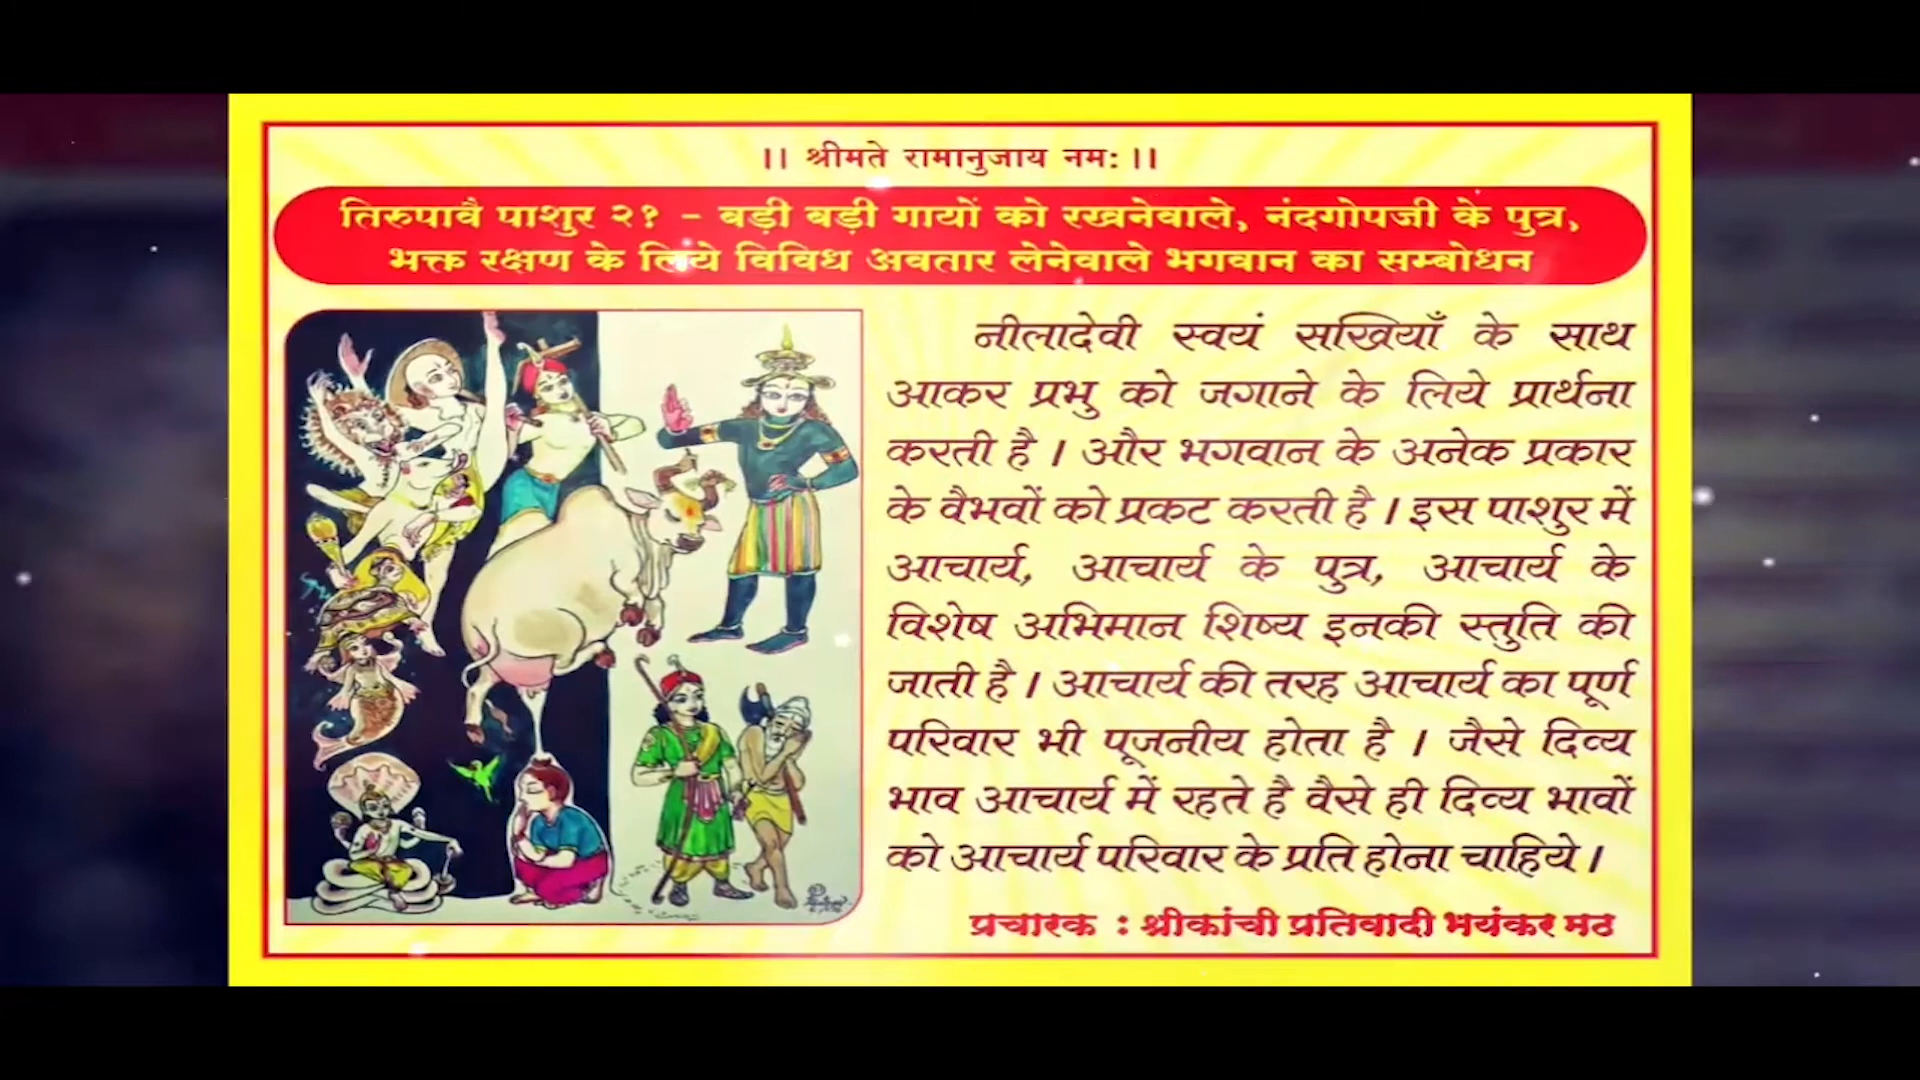 ।। श्रीमते रामानुजाय नमः ।।
तिरुपावै पाशुर २१ - बड़ी बड़ी गायों को रखनेवाले, नंदगोपजी के पुत्र,
भक्त रक्षण के लिये विविध अवतार लेनेवाले भगवान का सम्बोधन
नीलादेवी स्वयं सखियाँ के साथ
आकर प्रभु को जगाने के लिये प्रार्थना
करती है । और भगवान के अनेक प्रकार
के वैभवों को प्रकट करती है । इस पाशुर में
आचार्य, आचार्य के पुत्र, आचार्य के
विशेष अभिमान शिष्य इनकी स्तुति की
जाती है । आचार्य की तरह आचार्य का पूर्ण
परिवार भी पूजनीय होता है । जैसे दिव्य
भाव आचार्य में रहते है वैसे ही दिव्य भावों
को आचार्य परिवार के प्रति होना चाहिये ।
प्रचारक : श्रीकांची प्रतिवादी भयंकर मठ